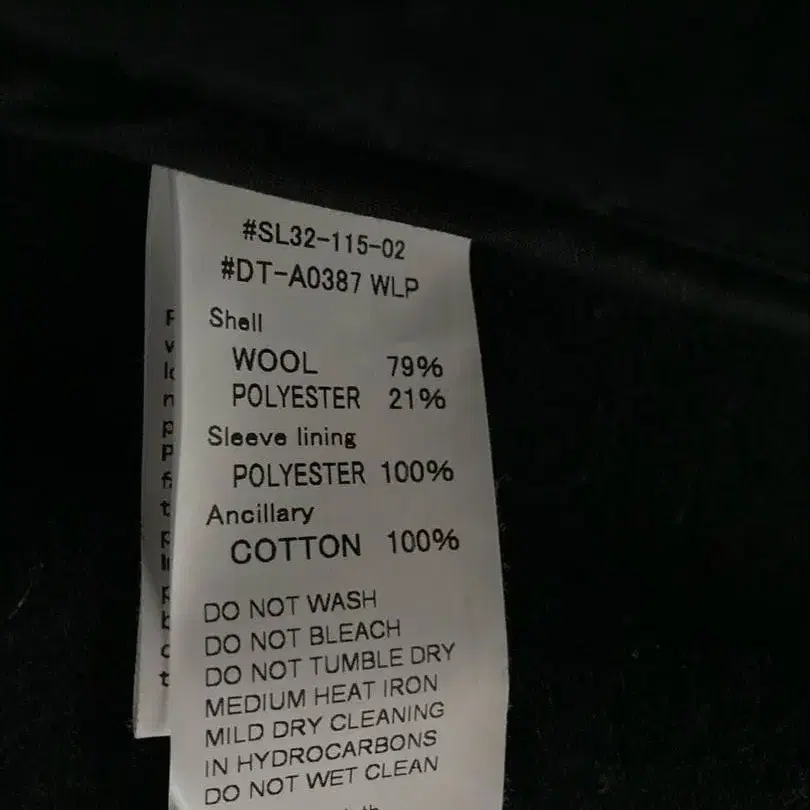 #SL32-115-02
#DT-A0387 WLP
Shell
WOOL 79%
POLYESTER 21%
Sleeve lining
POLYESTER 100%
Ancillary
COTTON 100%
DO NOT WASH
DO NOT BLEACH
DO NOT TUMBLE DRY
MEDIUM HEAT IRON
MILD DRY CLEANING
IN HYDROCARBONS
DO NOT WET CLEAN